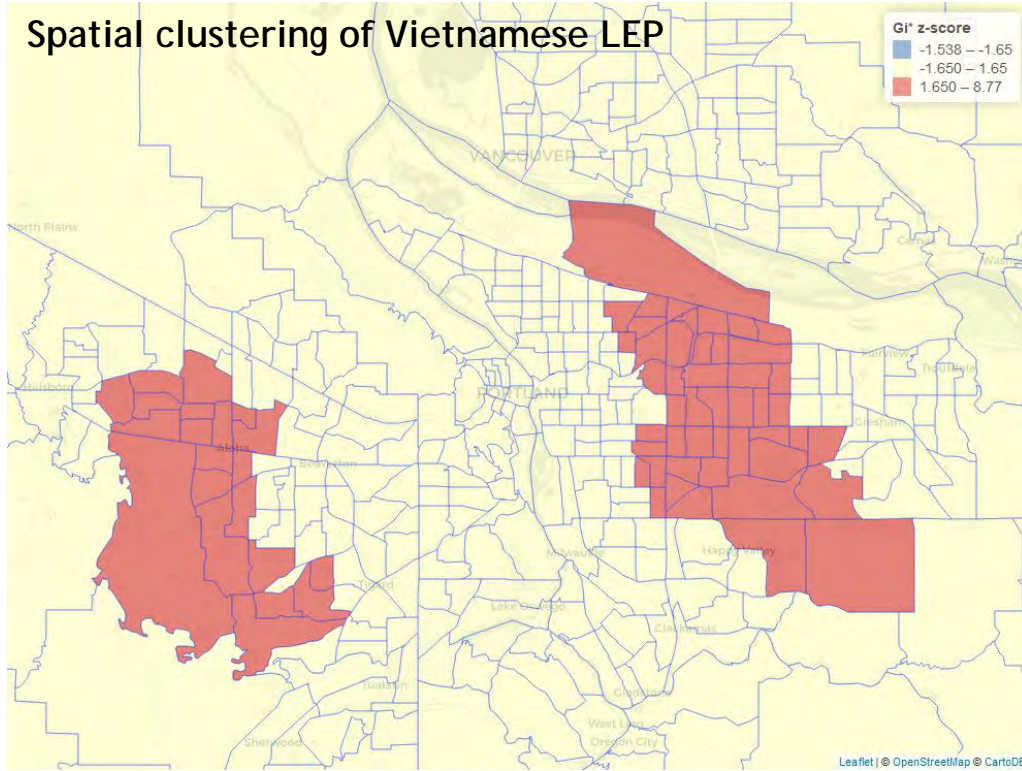 Spatial clustering of Vietnamese LEP
Gi* z-score
-1.538 – -1.65
-1.650 – 1.65
1.650 – 8.77
VANCOUVER
North Plains
Camas
Fairview
Troutdale
Hillsboro
PORTLAND
Gresham
Aloha
Beaverton
Milwaukie
Happy Valley
Tigard
Lake Oswego
Clackamas
Tualatin
Gladstone
West Linn
Oregon City
Sherwood
Leaflet | © OpenStreetMap © CartoDB